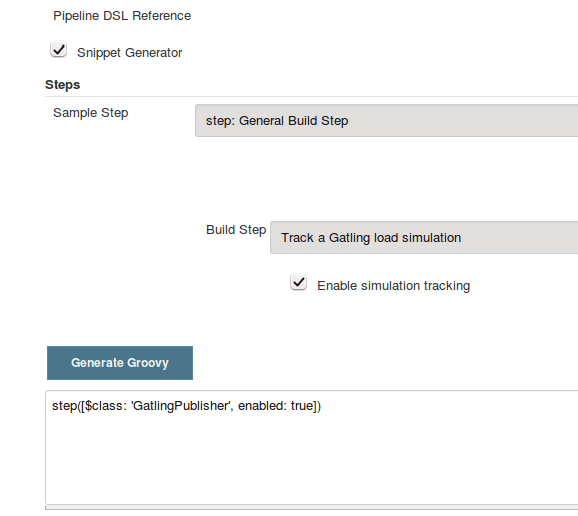 Pipeline DSL Reference
Snippet Generator
Steps
Sample Step
step: General Build Step
Build Step
Track a Gatling load simulation
Enable simulation tracking
Generate Groovy
step([$class: 'GatlingPublisher', enabled: true])